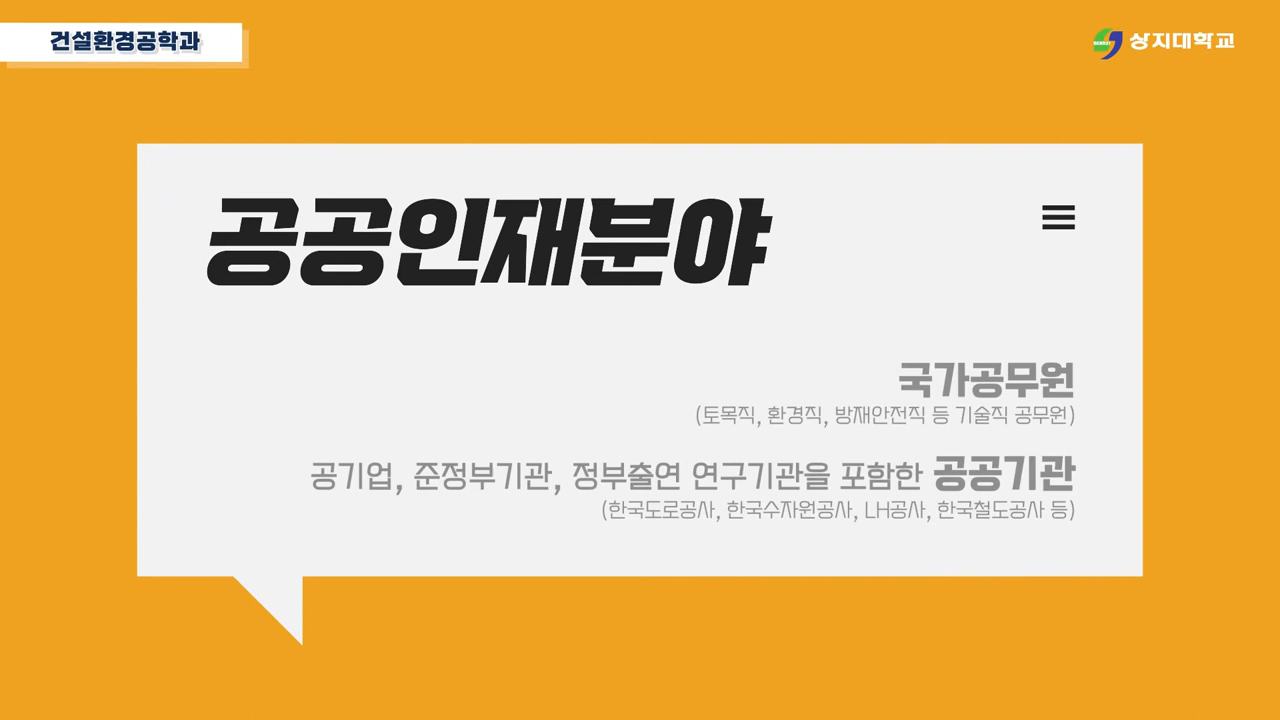 건설환경공학과
상지대학교
공공인재분야
국가공무원
(토목직, 환경직, 방재안전직 등 기술직 공무원)
공기업, 준정부기관, 정부출연 연구기관을 포함한 공공기관
(한국도로공사, 한국수자원공사, LH공사, 한국철도공사 등)